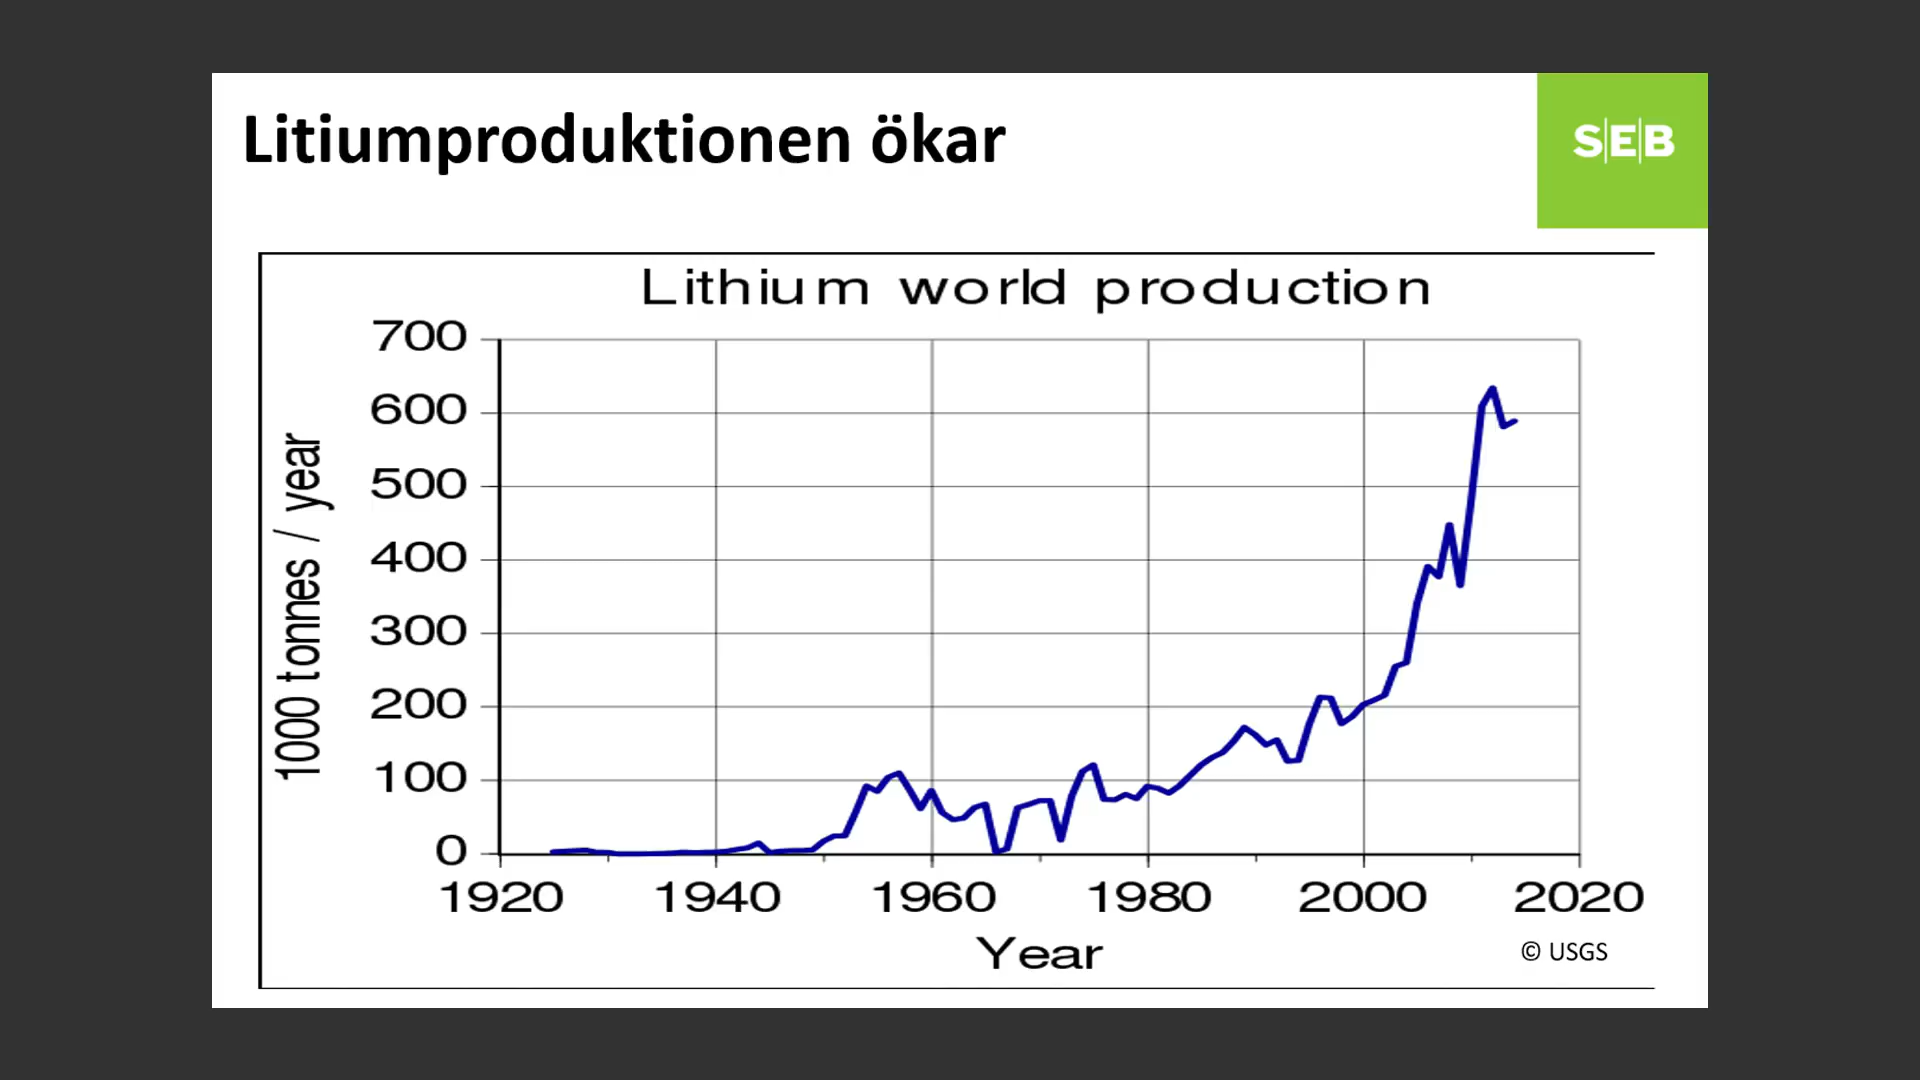 Litiumproduktionen ökar
S|E|B
Lithium world production
1000 tonnes / year
700
600
500
400
300
200
100
0
1920 1940 1960 1980 2000 2020
Year
© USGS